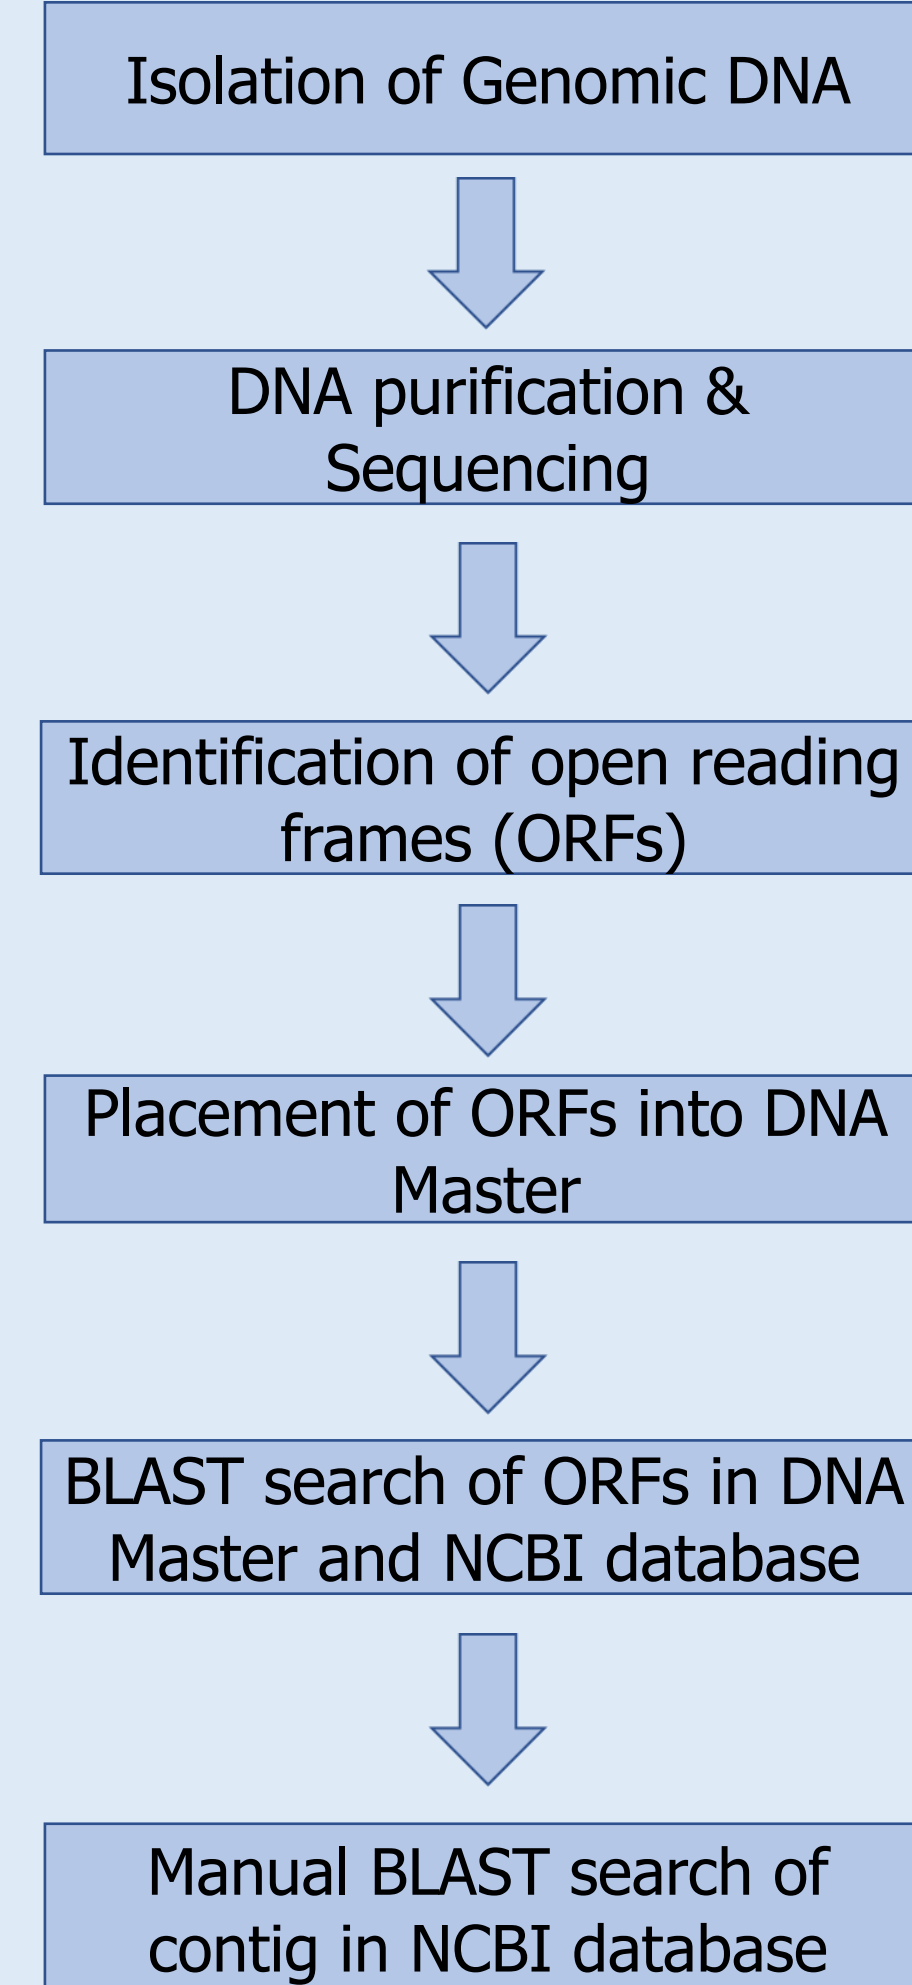 Isolation of Genomic DNA
DNA purification &
Sequencing
Identification of open reading
frames (ORFs)
Placement of ORFs into DNA
Master
BLAST search of ORFs in DNA
Master and NCBI database
Manual BLAST search of
contig in NCBI database